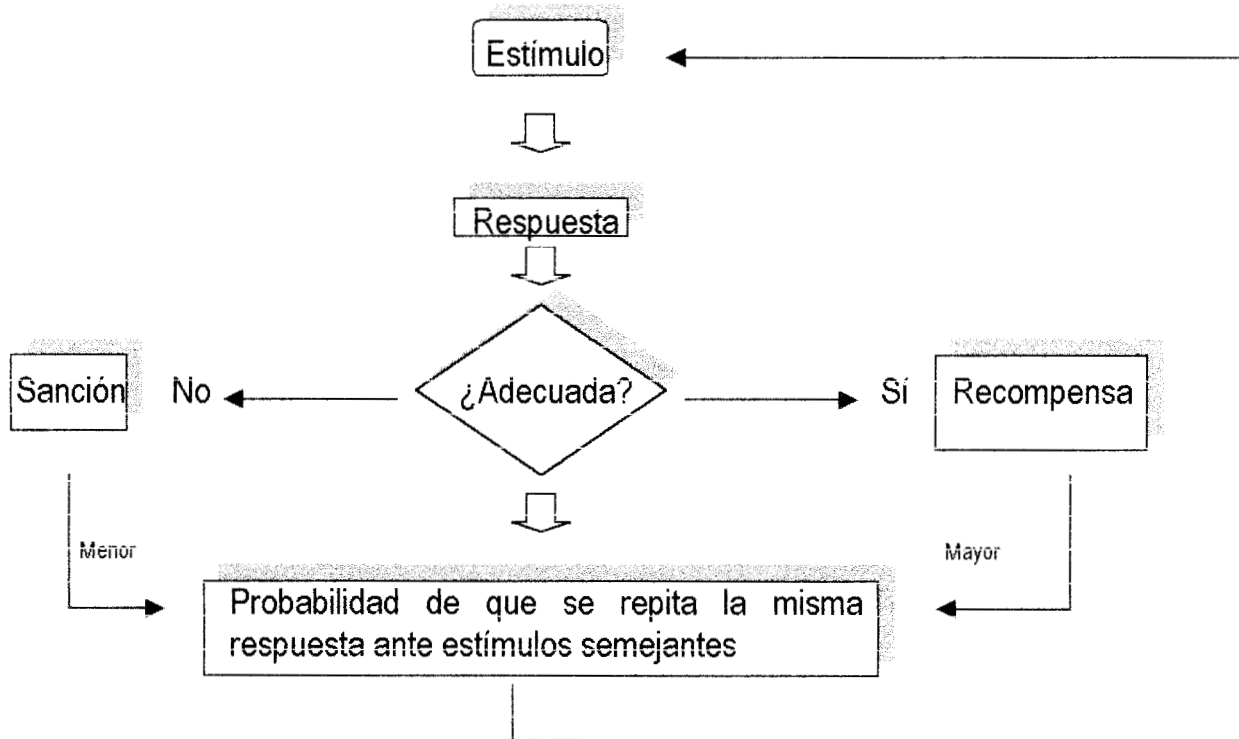 Estímulo
Respuesta
¿Adecuada?
Sanción
No
Sí
Recompensa
Menor
Mayor
Probabilidad de que se repita la misma
respuesta ante estímulos semejantes